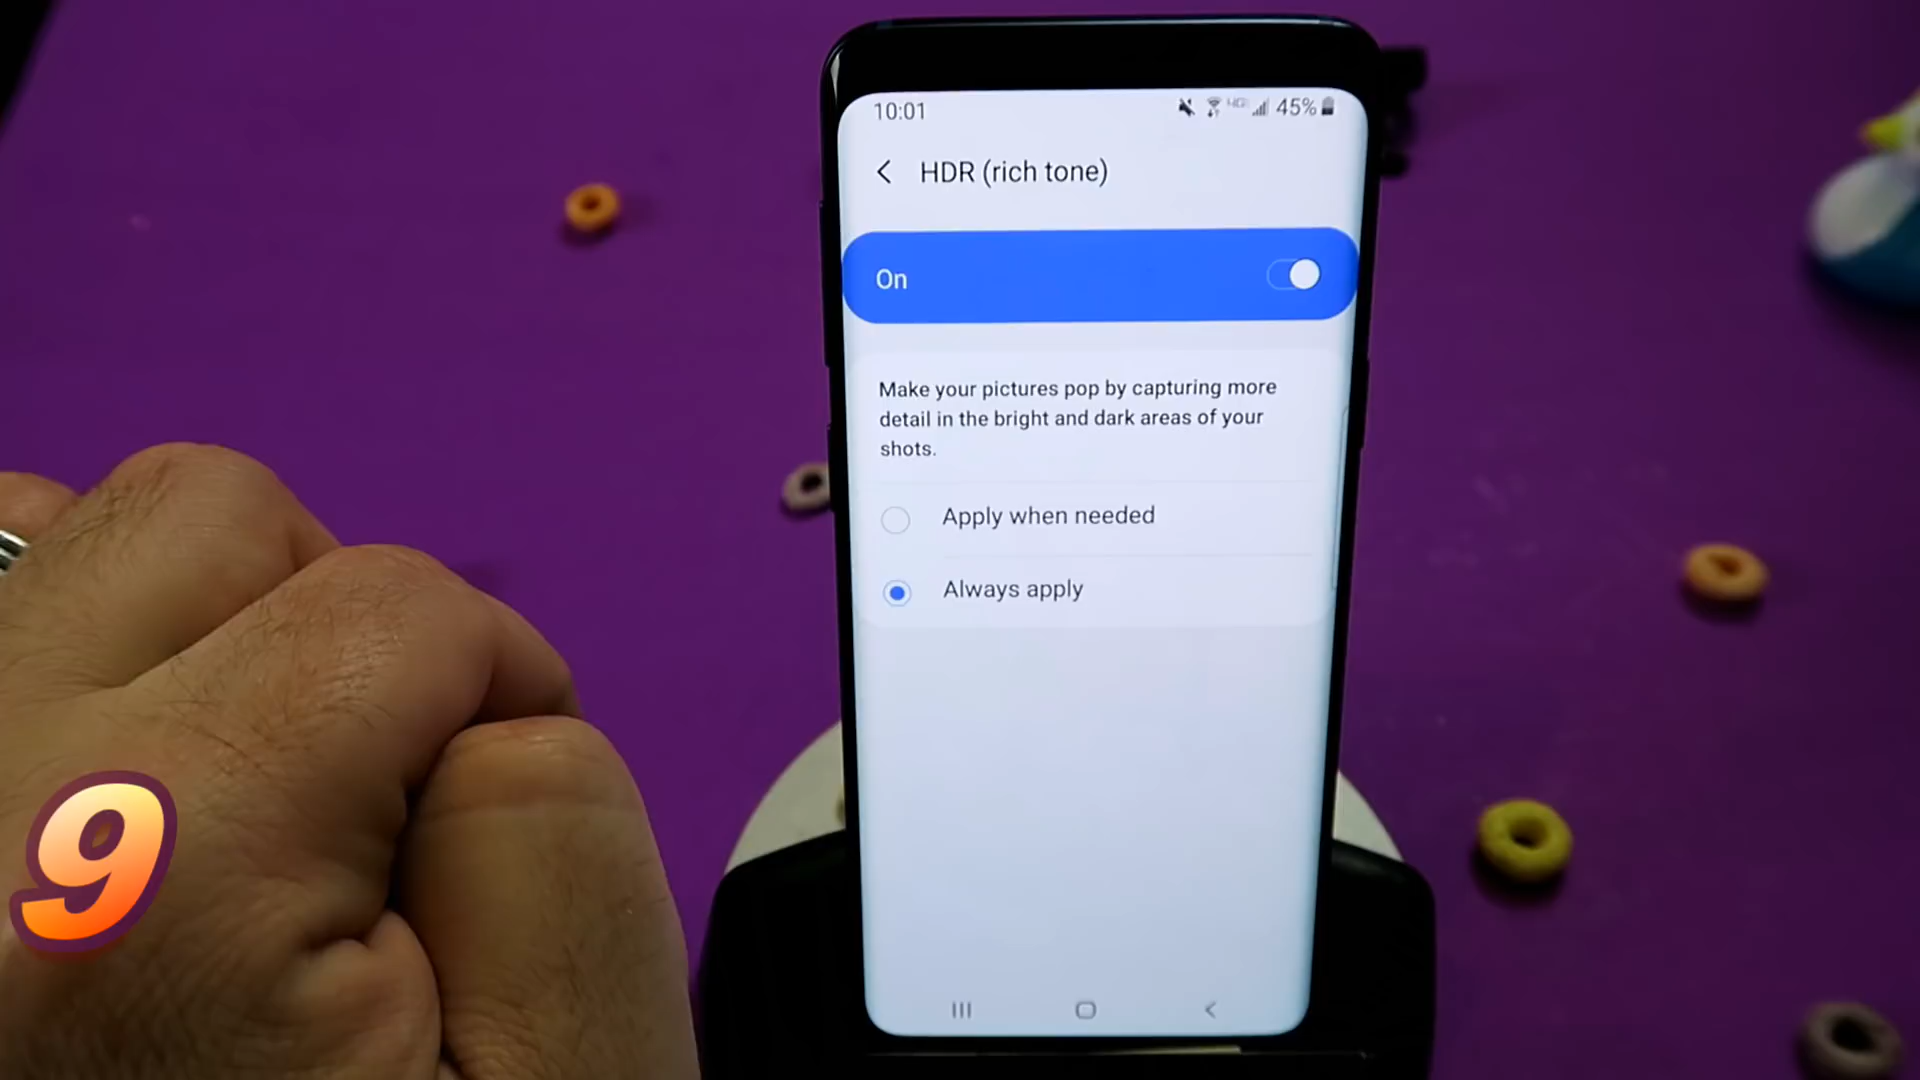 10:01 45%
HDR (rich tone)
On
Make your pictures pop by capturing more
detail in the bright and dark areas of your
shots.
Apply when needed
Always apply
9